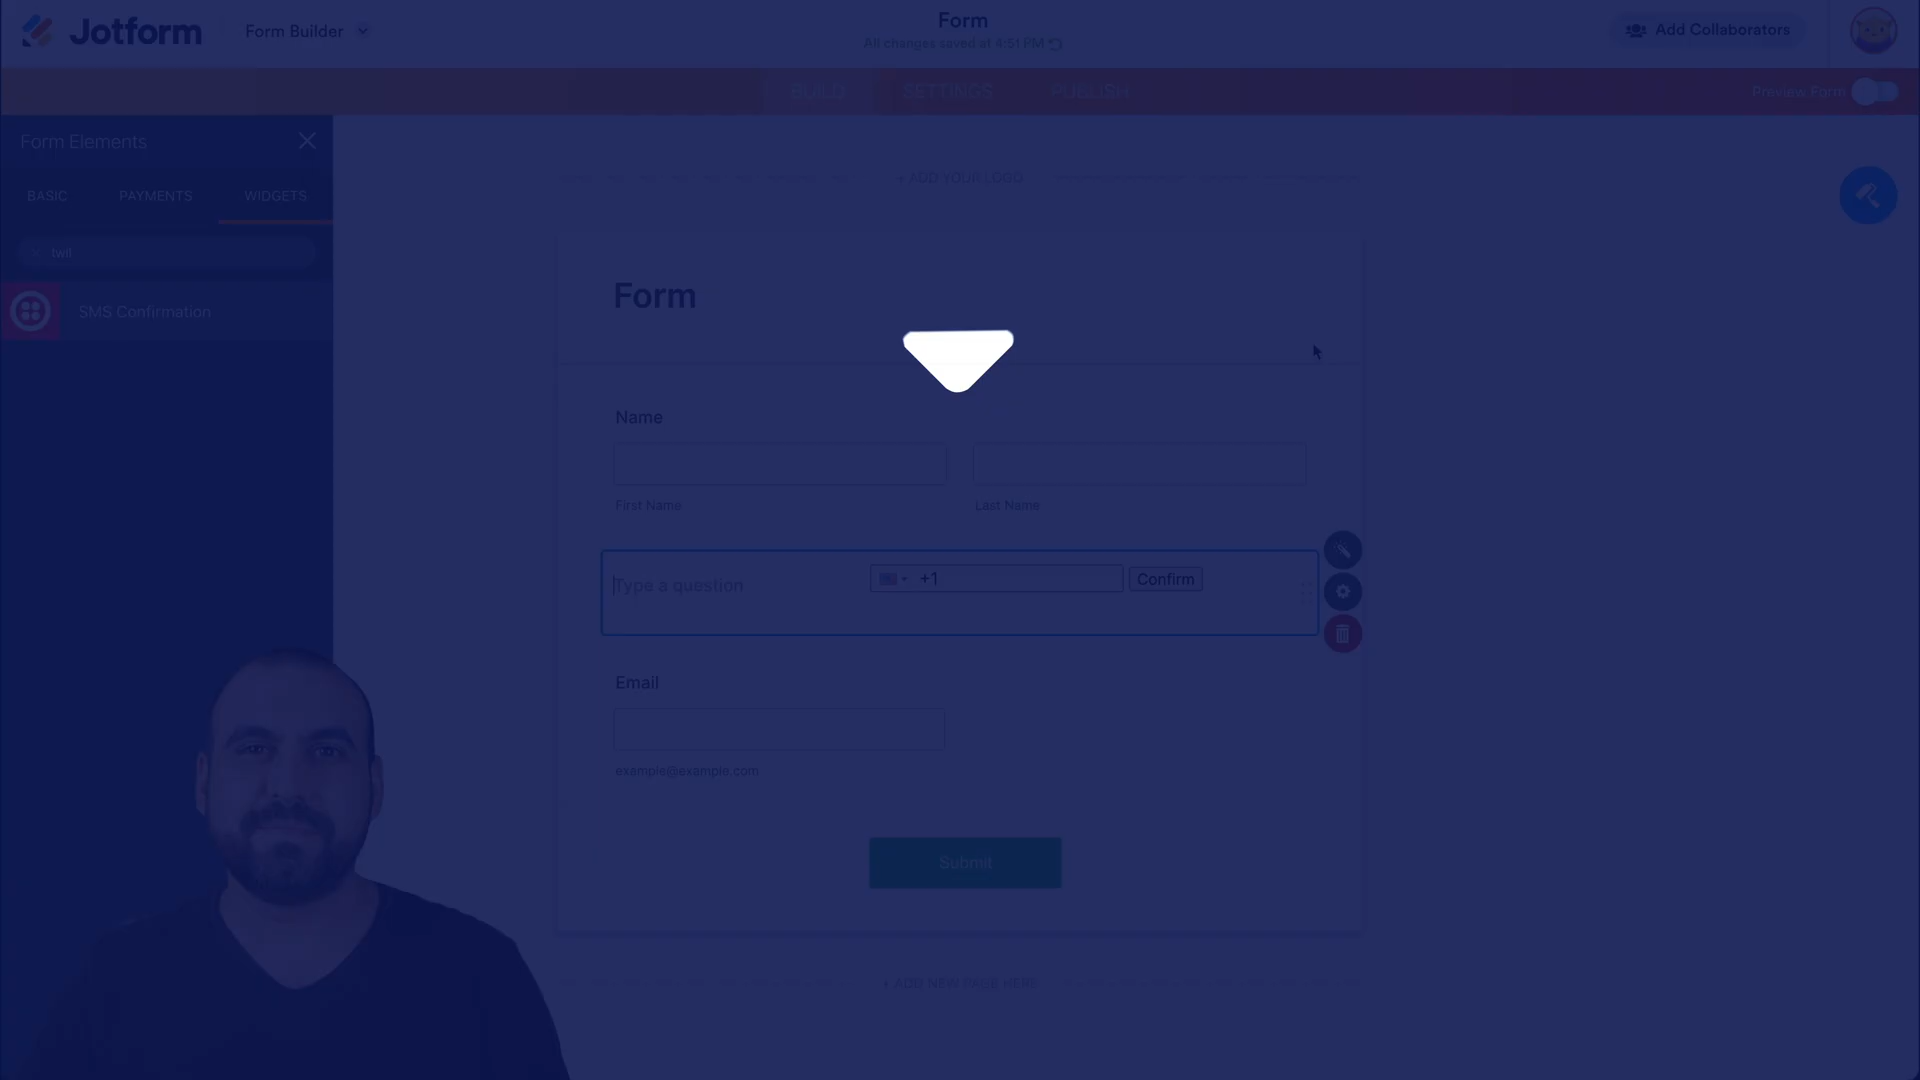 Jotform
Form Builder
Form
All changes saved at 4:51 PM
Add Collaborators
BUILD
SETTINGS
PUBLISH
Preview Form
Form Elements
BASIC
PAYMENTS
WIDGETS
twil
SMS Confirmation
+ ADD YOUR LOGO
Form
Name
First Name
Last Name
Type a question
+1
Confirm
Email
example@example.com
Submit
+ ADD NEW PAGE HERE